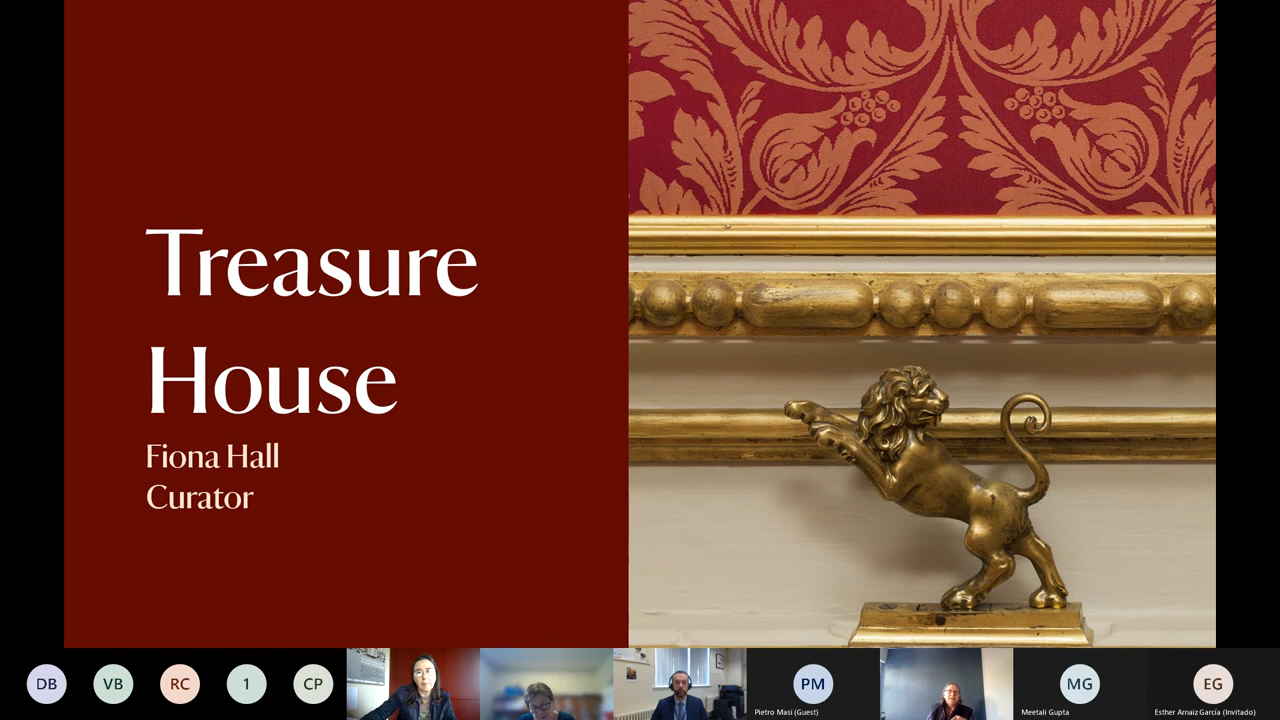 Treasure
House
Fiona Hall
Curator
DB
VB
RC
1
CP
PM
Pietro Masi (Guest)
MG
Meetali Gupta
EG
Esther Arnaiz García (Invitado)